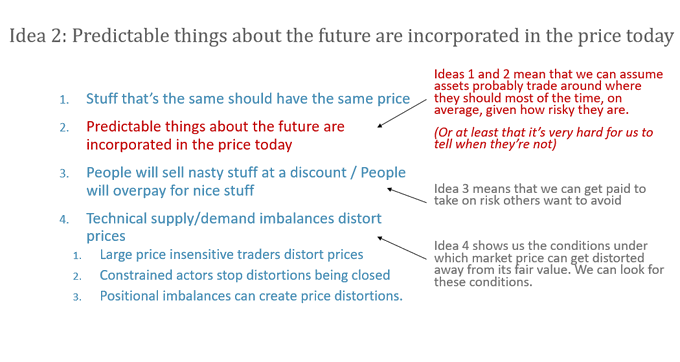 Idea 2: Predictable things about the future are incorporated in the price today
1. Stuff that's the same should have the same price
2. Predictable things about the future are
incorporated in the price today
3. People will sell nasty stuff at a discount / People
will overpay for nice stuff
4. Technical supply/demand imbalances distort
prices
1. Large price insensitive traders distort prices
2. Constrained actors stop distortions being closed
3. Positional imbalances can create price distortions.
Ideas 1 and 2 mean that we can assume
assets probably trade around where
they should most of the time, on
average, given how risky they are.
(Or at least that it's very hard for us to
tell when they're not)
Idea 3 means that we can get paid to
take on risk others want to avoid
Idea 4 shows us the conditions under
which market price can get distorted
away from its fair value. We can look for
these conditions.